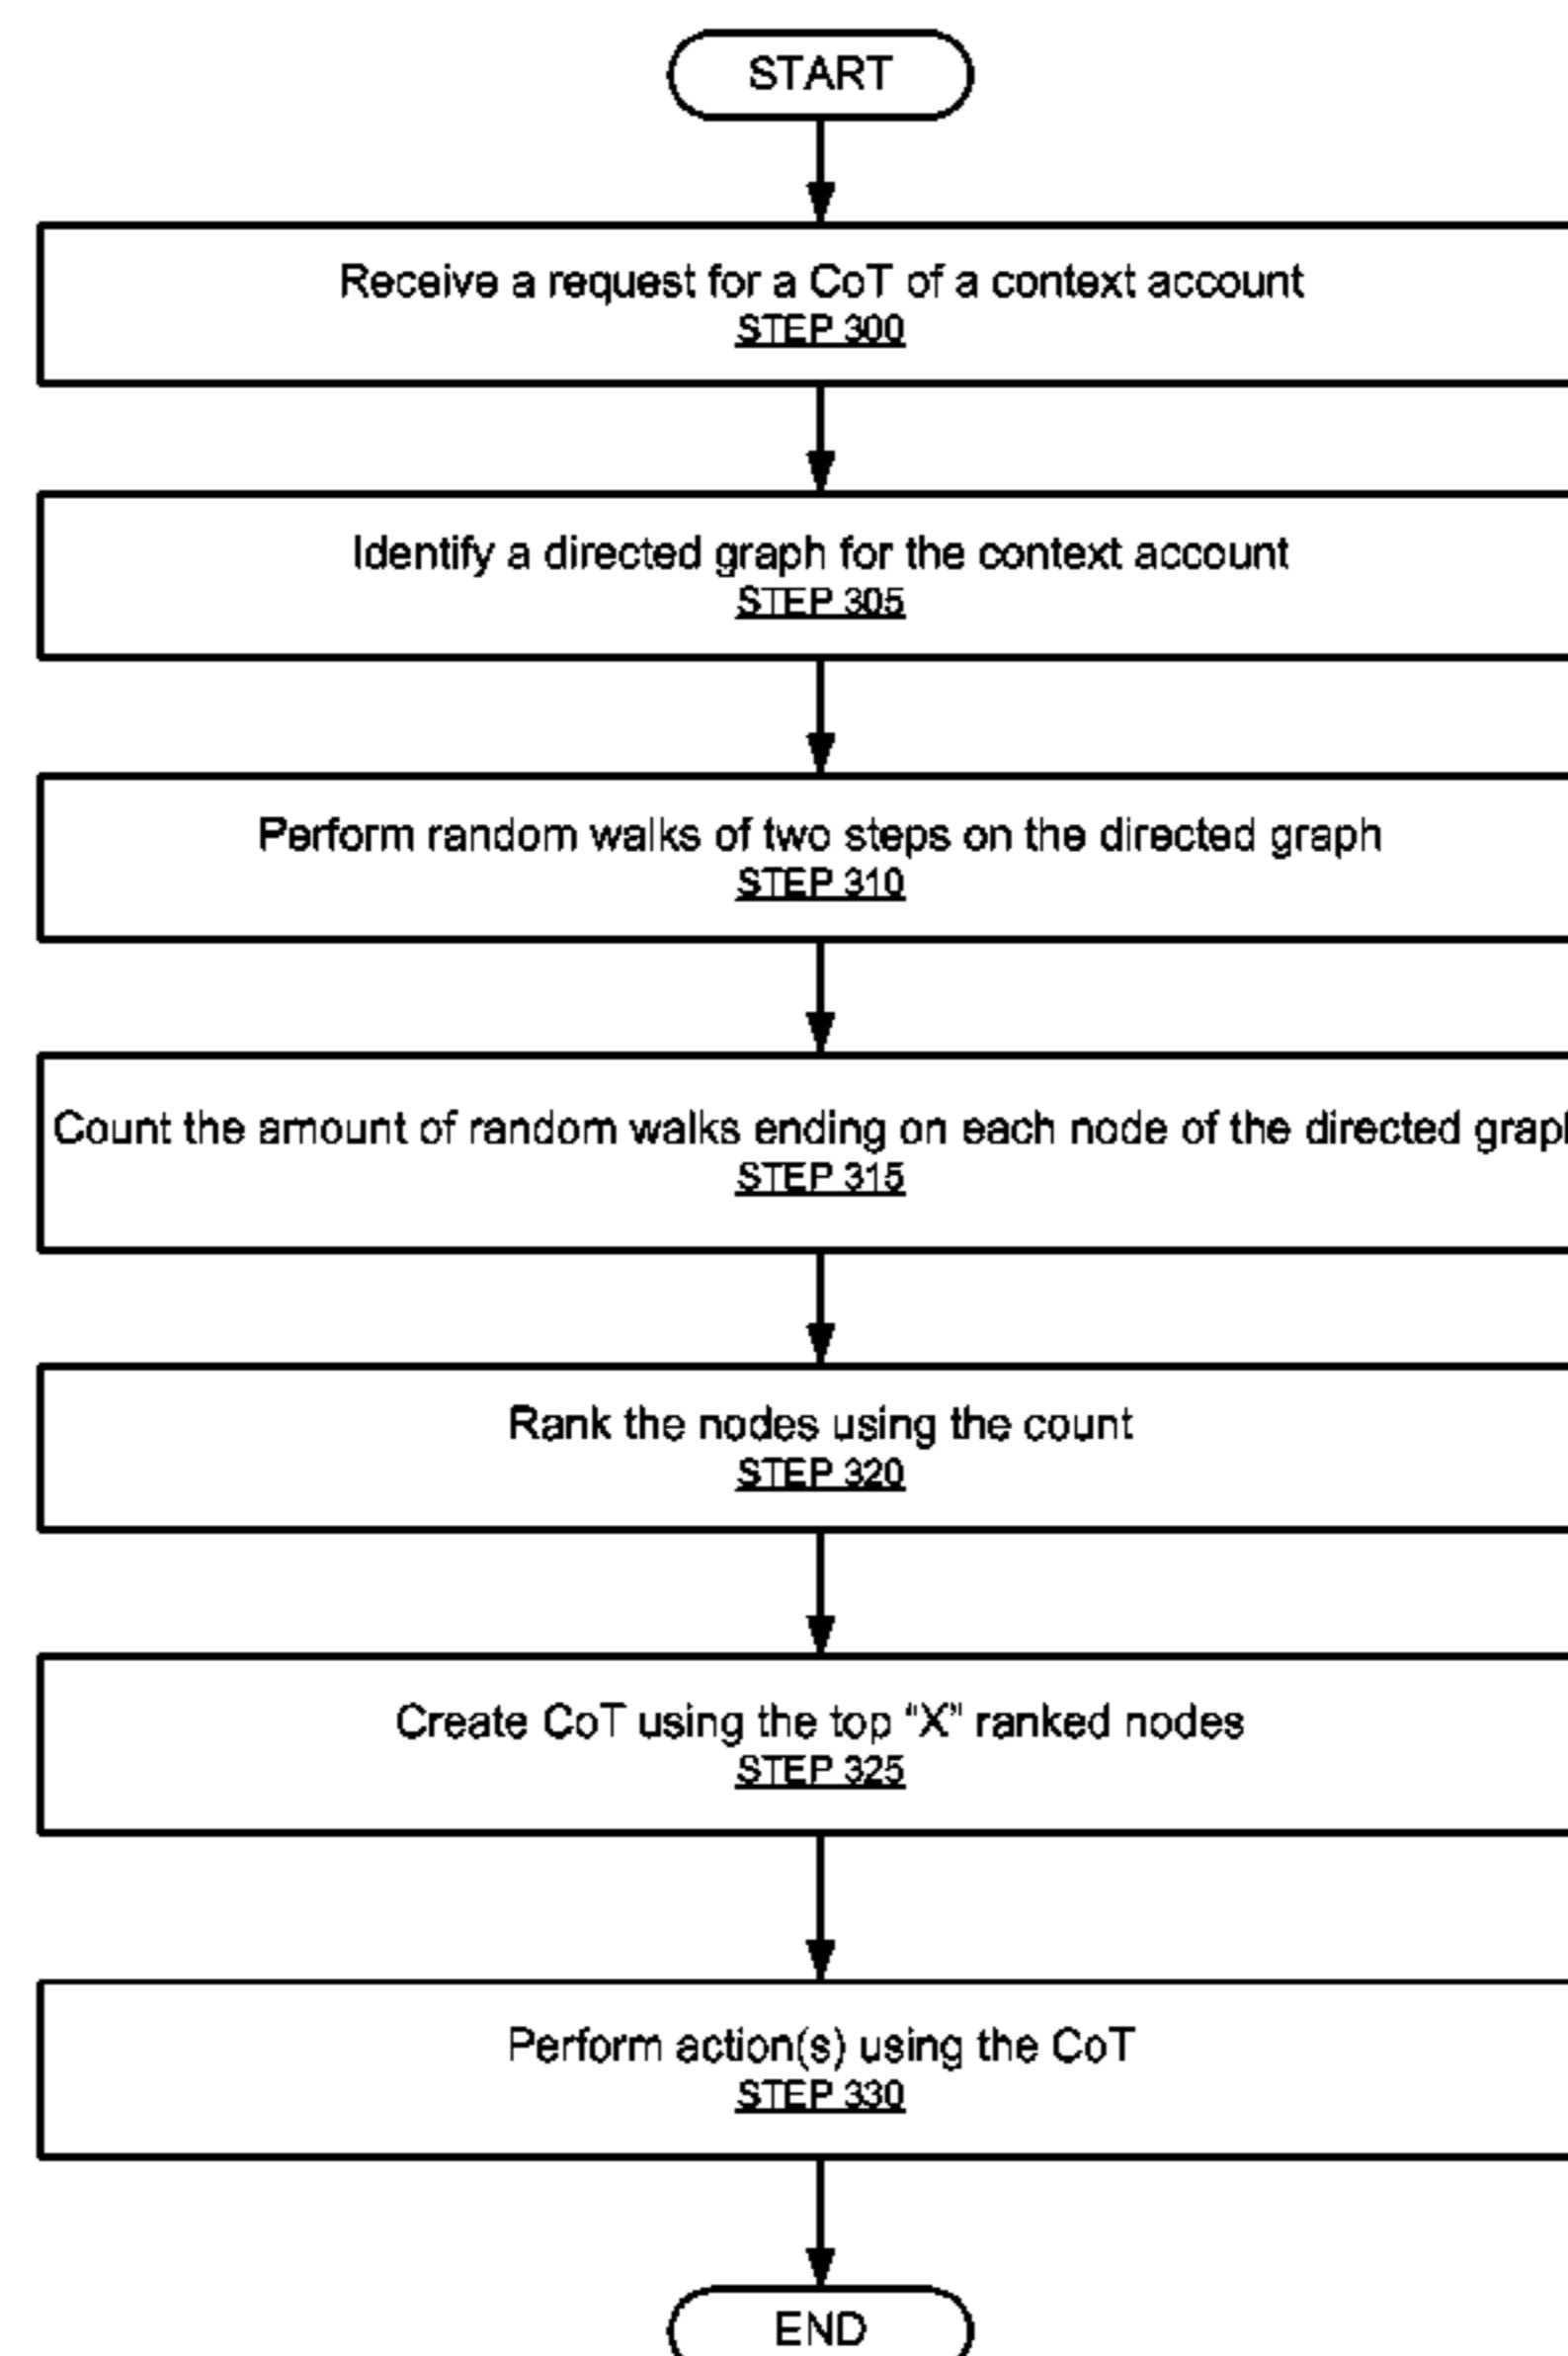 START
Receive a request for a CoT of a context account
STEP 300
Identify a directed graph for the context account
STEP 305
Perform random walks of two steps on the directed graph
STEP 310
Count the amount of random walks ending on each node of the directed graph
STEP 315
Rank the nodes using the count
STEP 320
Create CoT using the top “X” ranked nodes
STEP 325
Perform action(s) using the CoT
STEP 330
END